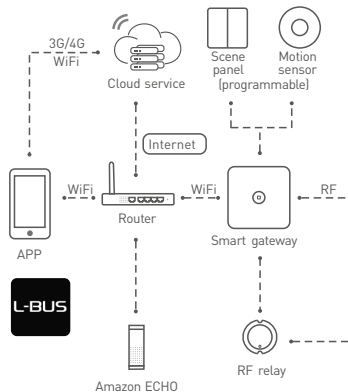 3G/4G
WiFi
Cloud service
Scene
panel
Motion
sensor
(programmable)
Internet
WiFi
WiFi
RF
Router
Smart gateway
APP
L-BUS
Amazon ECHO
RF relay